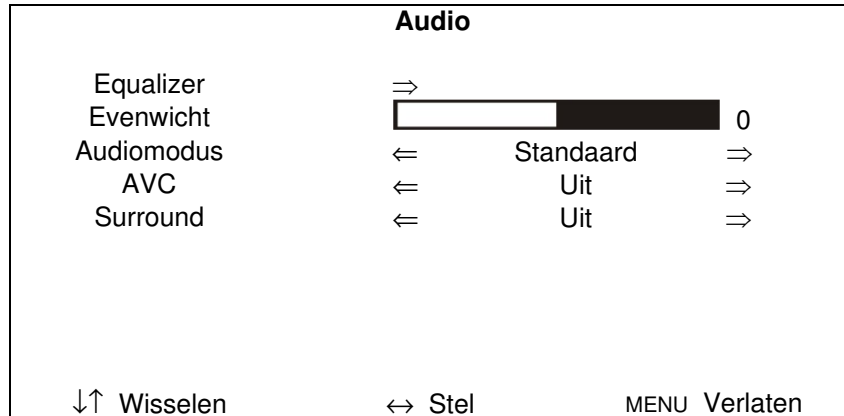 Audio
Equalizer ⇒
Evenwicht 0
Audiomodus ⇐ Standaard ⇒
AVC ⇐ Uit ⇒
Surround ⇐ Uit ⇒
↓↑ Wisselen ↔ Stel MENU Verlaten